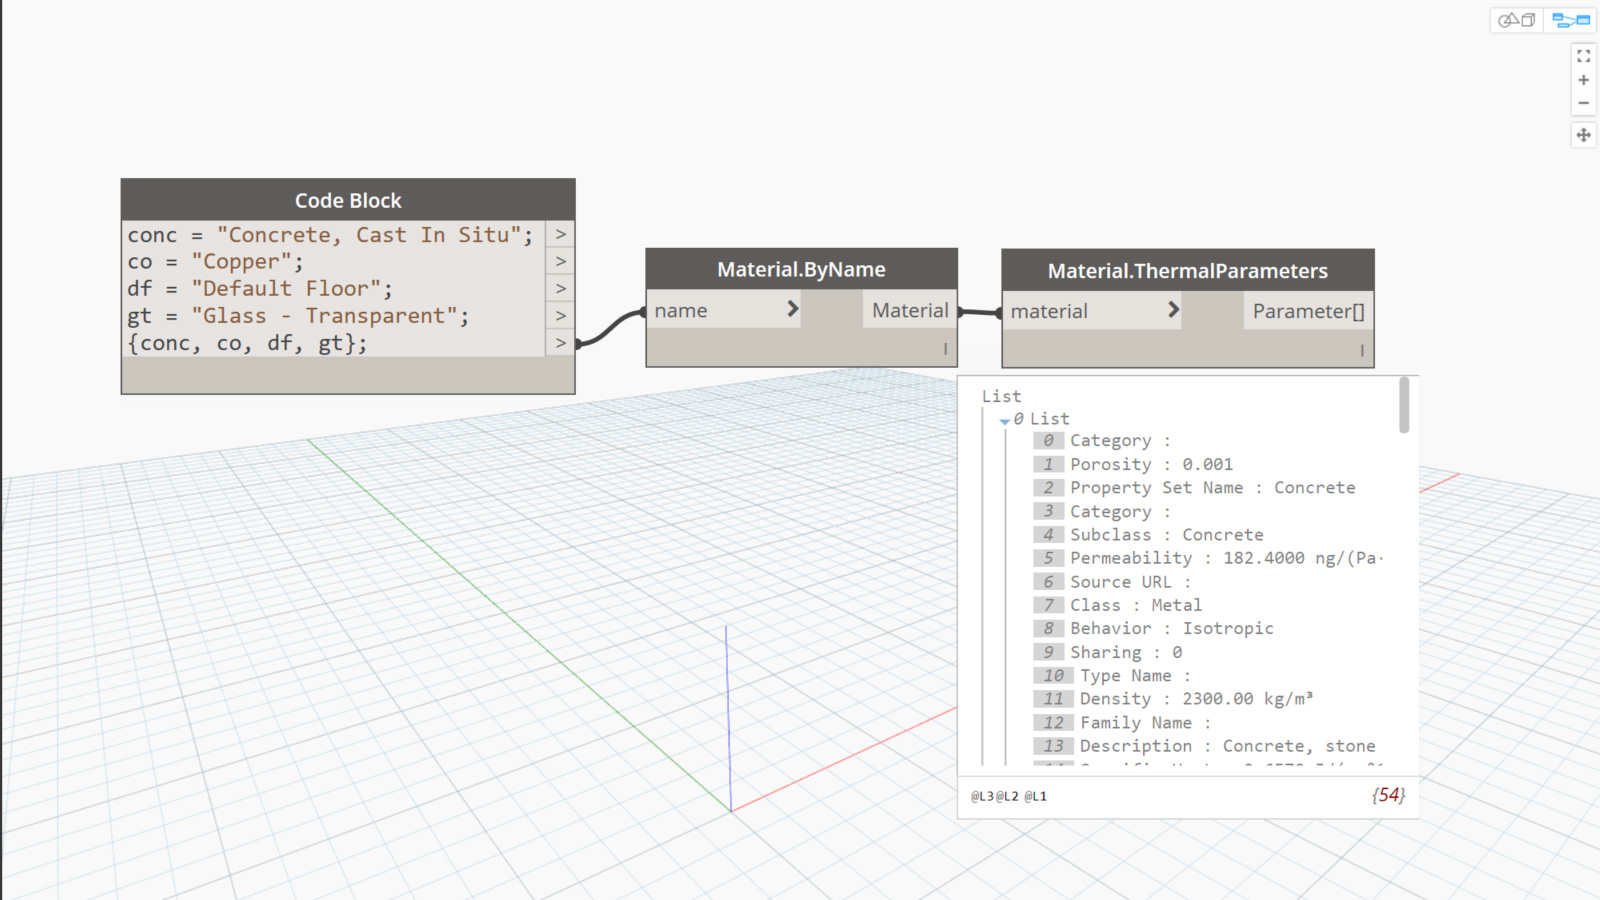 Code Block
conc = "Concrete, Cast In Situ"; >
co = "Copper"; >
df = "Default Floor"; >
gt = "Glass - Transparent"; >
{conc, co, df, gt}; >
Material.ByName
name > Material
l
Material.ThermalParameters
material > Parameter[]
l
List
0 List
0 Category :
1 Porosity : 0.001
2 Property Set Name : Concrete
3 Category :
4 Subclass : Concrete
5 Permeability : 182.4000 ng/(Pa·
6 Source URL :
7 Class : Metal
8 Behavior : Isotropic
9 Sharing : 0
10 Type Name :
11 Density : 2300.00 kg/m³
12 Family Name :
13 Description : Concrete, stone
@L3 @L2 @L1 {54}